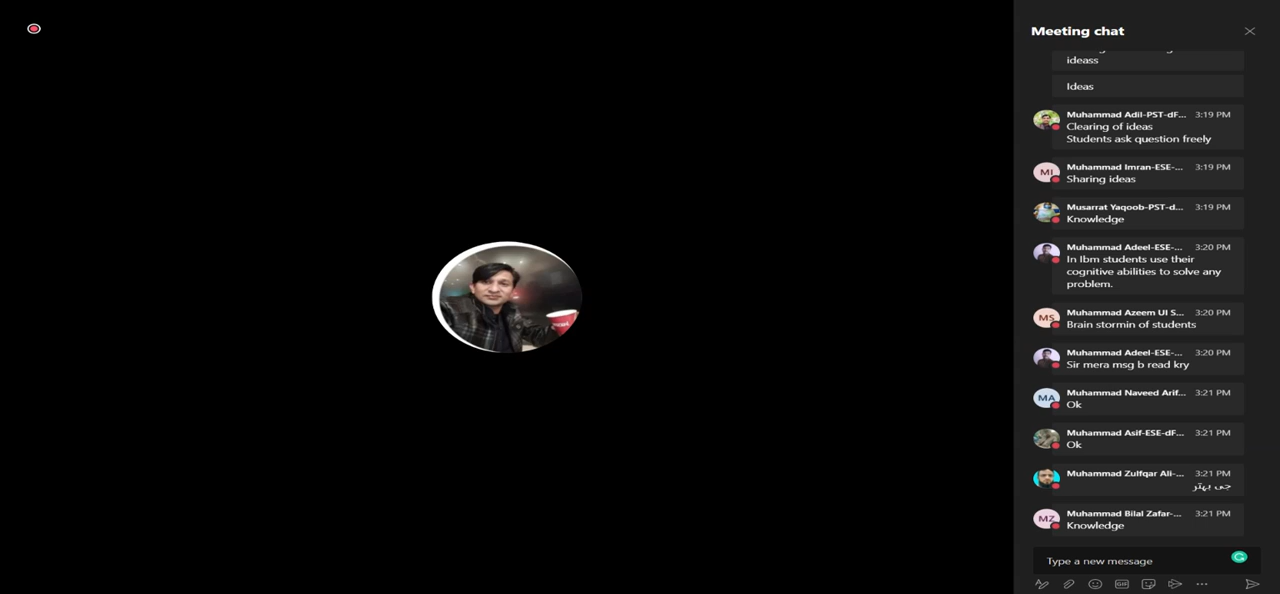 Meeting chat
ideass
Ideas
Muhammad Adil-PST-dF... 3:19 PM
Clearing of ideas
Students ask question freely
Muhammad Imran-ESE-... 3:19 PM
MI
Sharing ideas
Musarrat Yaqoob-PST-d... 3:19 PM
Knowledge
Muhammad Adeel-ESE-... 3:20 PM
In Ibm students use their
cognitive abilities to solve any
problem.
Muhammad Azeem Ul S... 3:20 PM
MS
Brain stormin of students
Muhammad Adeel-ESE-... 3:20 PM
Sir mera msg b read kry
Muhammad Naveed Arif... 3:21 PM
MA
Ok
Muhammad Asif-ESE-dF... 3:21 PM
Ok
Muhammad Zulfqar Ali-... 3:21 PM
جی بہتر
Muhammad Bilal Zafar-... 3:21 PM
MZ
Knowledge
Type a new message
GIF